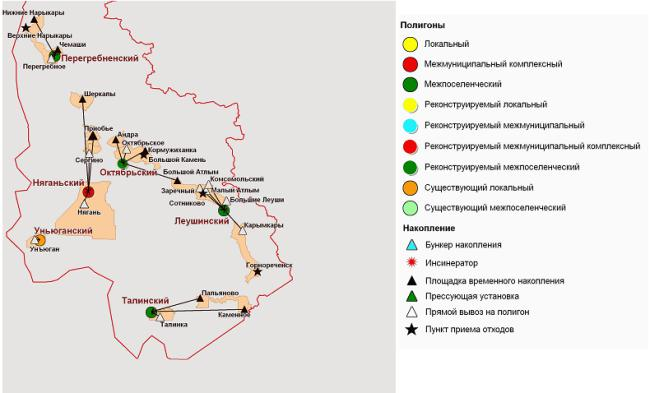 Нижние Нарыкары
Верхние Нарыкары
Чемаши
Перегребненский
Перегребное
Шеркалы
Приобье
Андра
Октябрьское
Кормужиханка
Сергино
Большой Камень
Октябрьский
Большой Атлым
Няганьский
Комсомольский
Заречный
Малый Атлым
Сотниково
Большие Леуши
Нягань
Леушинский
Уньюганский
Карымкары
Унъюган
Горнореченск
Талинский
Пальяново
Каменное
Талинка
Полигоны
Локальный
Межмуниципальный комплексный
Межпоселенческий
Реконструируемый локальный
Реконструируемый межмуниципальный
Реконструируемый межмуниципальный комплексный
Реконструируемый межпоселенческий
Существующий локальный
Существующий межпоселенческий
Накопление
Бункер накопления
Инсинератор
Площадка временного накопления
Прессующая установка
Прямой вывоз на полигон
Пункт приема отходов